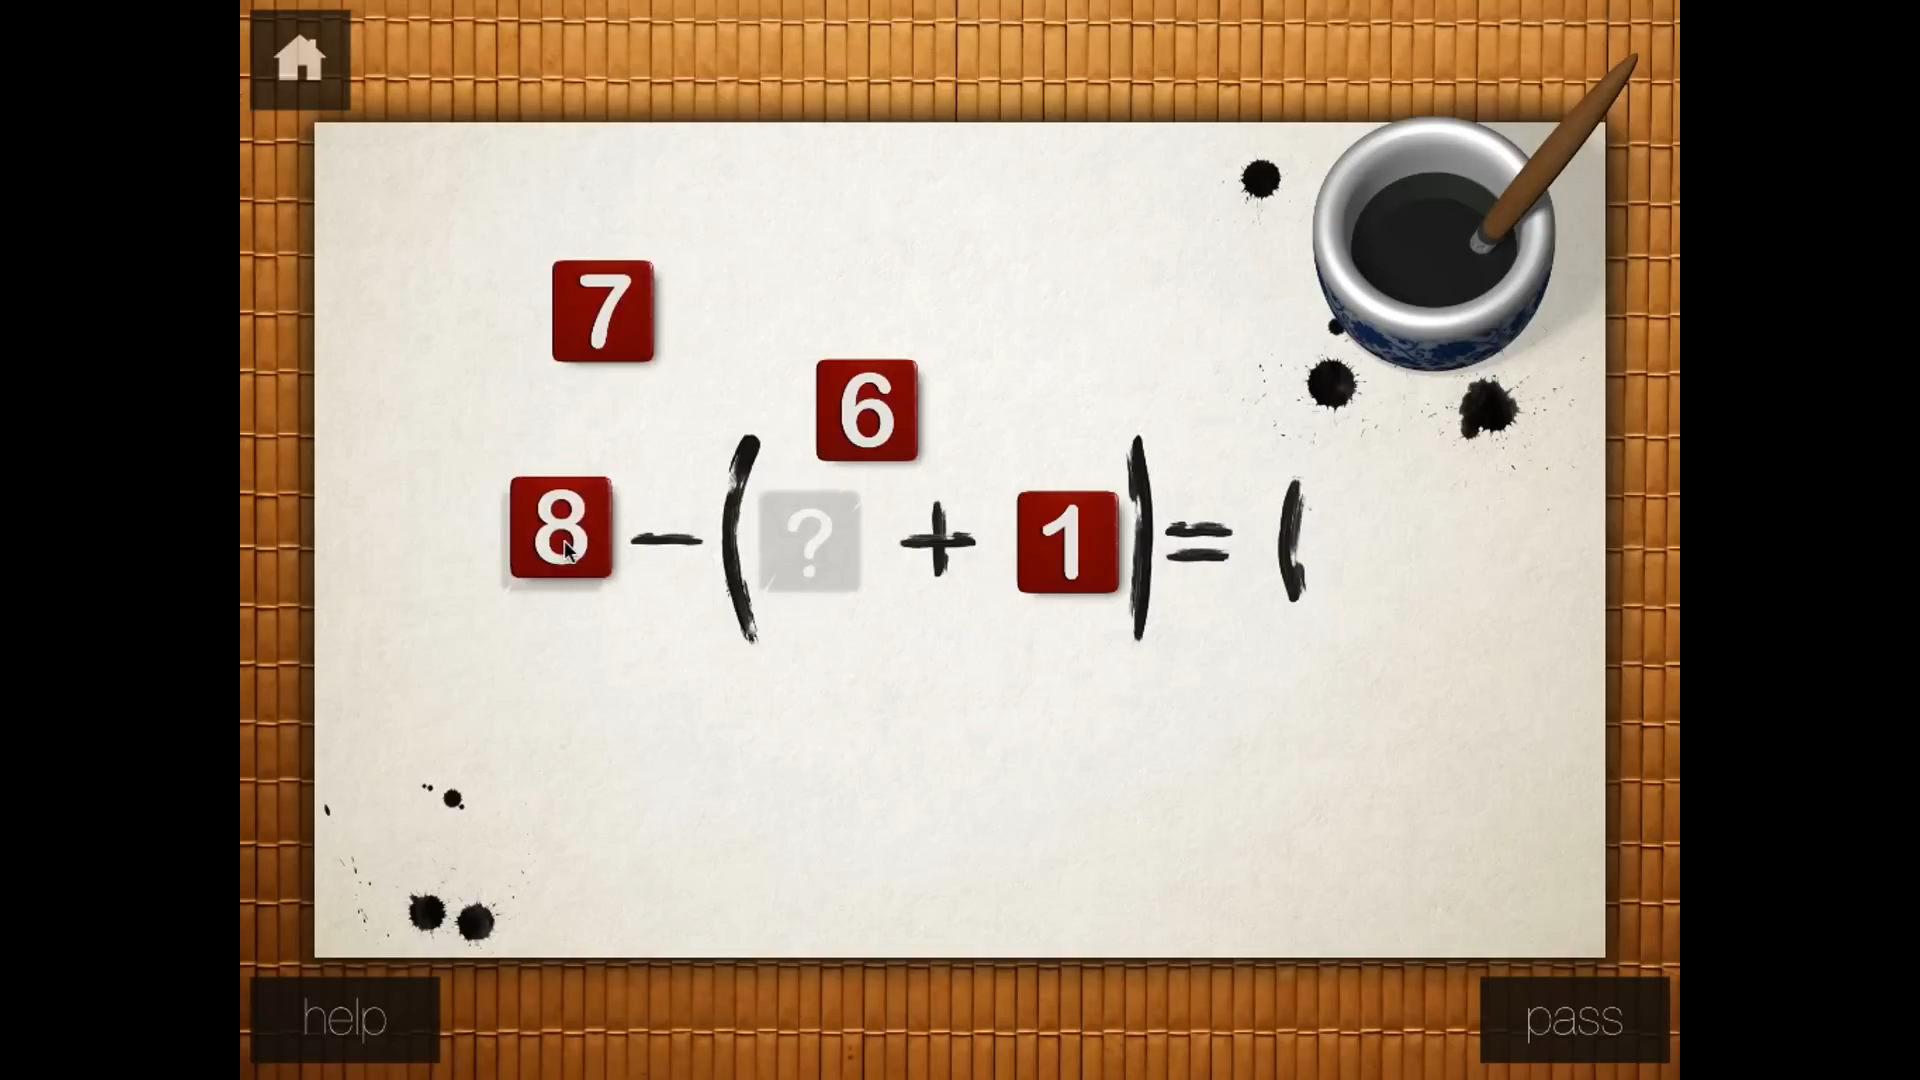 7
6
8 − ( ? + 1 ) = (
help
pass